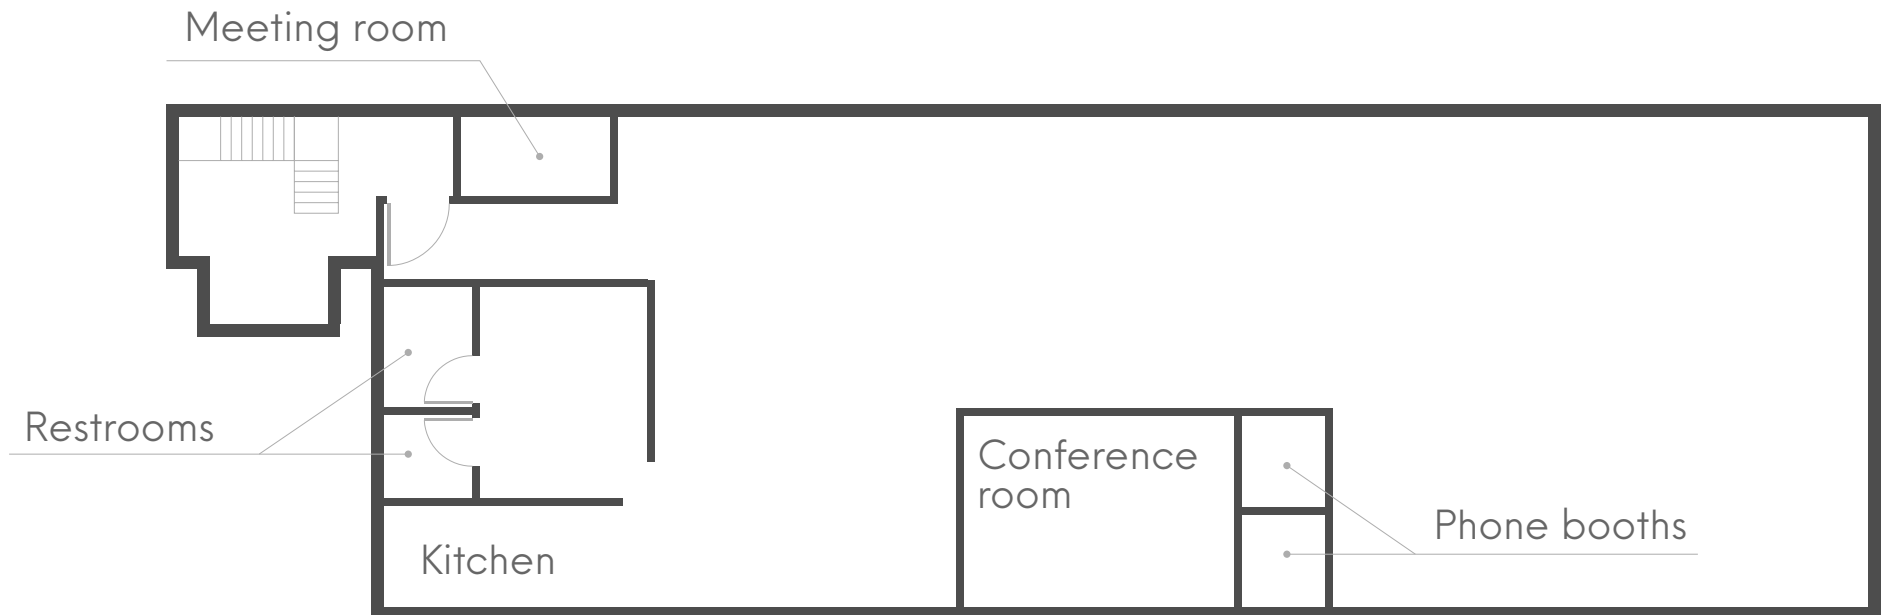 Meeting room
Restrooms
Conference
room
Phone booths
Kitchen